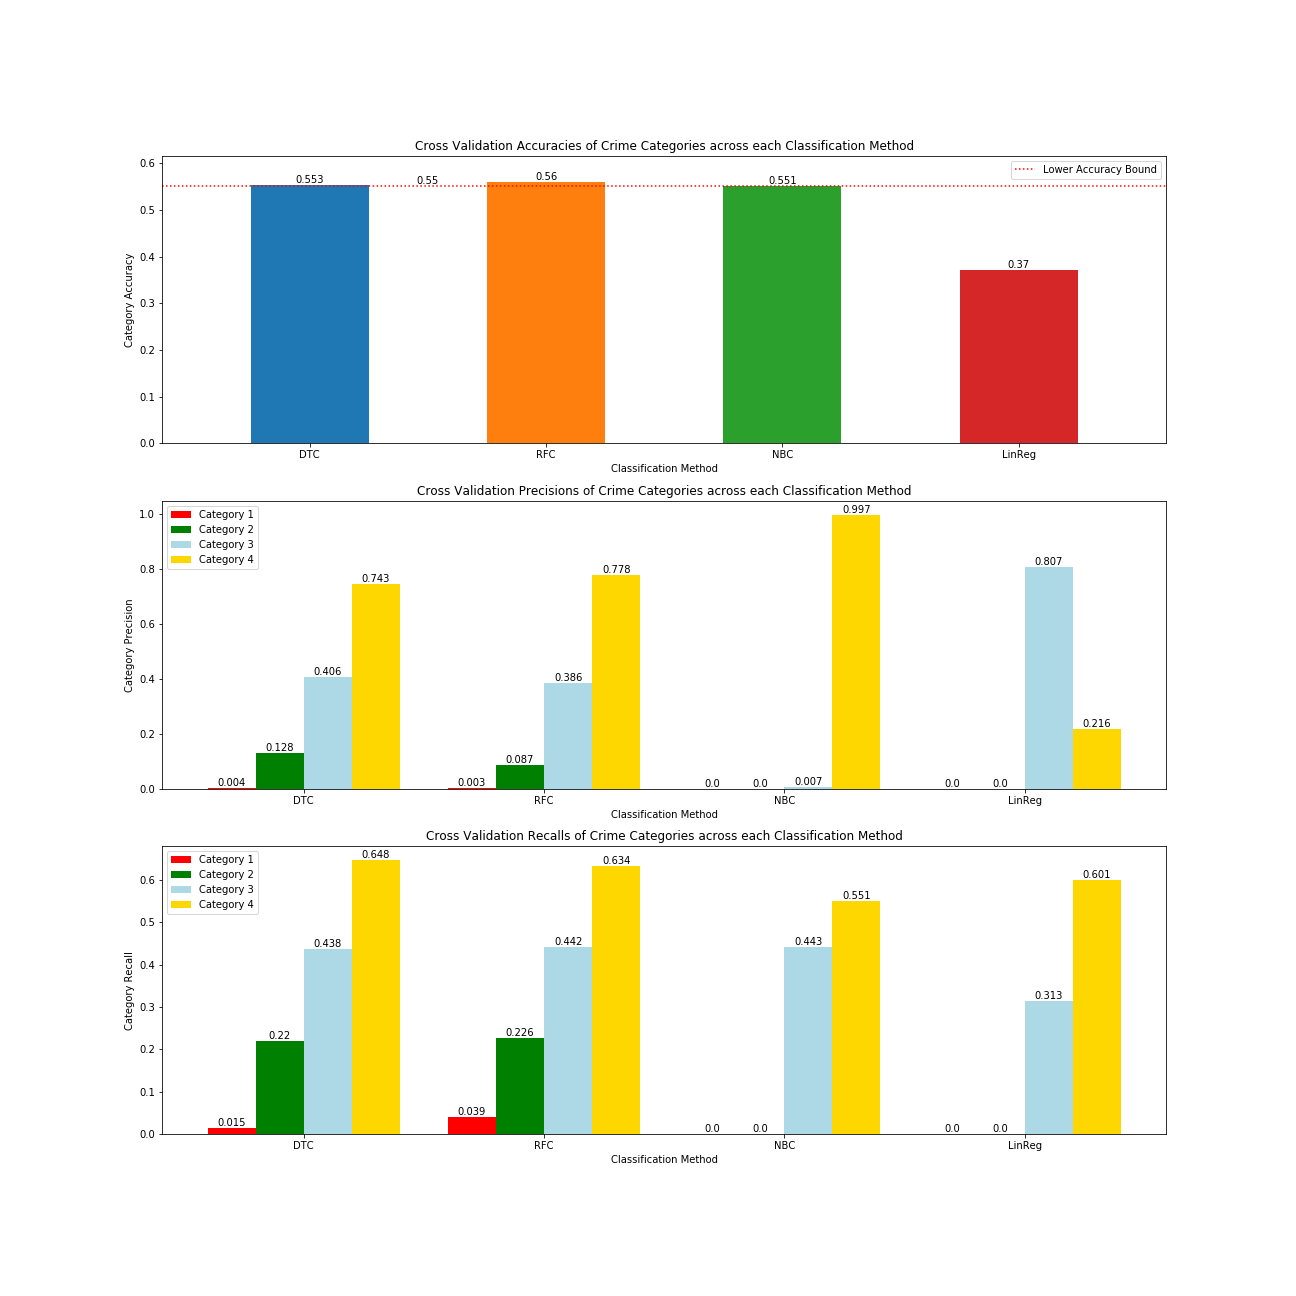 Cross Validation Accuracies of Crime Categories across each Classification Method
Lower Accuracy Bound
0.553
0.55
0.56
0.551
0.37
0.6
0.5
0.4
0.3
0.2
0.1
0.0
Category Accuracy
DTC RFC NBC LinReg
Classification Method
Cross Validation Precisions of Crime Categories across each Classification Method
Category 1
Category 2
Category 3
Category 4
1.0
0.8
0.6
0.4
0.2
0.0
Category Precision
0.004 0.128 0.406 0.743
0.003 0.087 0.386 0.778
0.0 0.0 0.007 0.997
0.0 0.0 0.807 0.216
DTC RFC NBC LinReg
Classification Method
Cross Validation Recalls of Crime Categories across each Classification Method
Category 1
Category 2
Category 3
Category 4
0.6
0.5
0.4
0.3
0.2
0.1
0.0
Category Recall
0.015 0.22 0.438 0.648
0.039 0.226 0.442 0.634
0.0 0.0 0.443 0.551
0.0 0.0 0.313 0.601
DTC RFC NBC LinReg
Classification Method